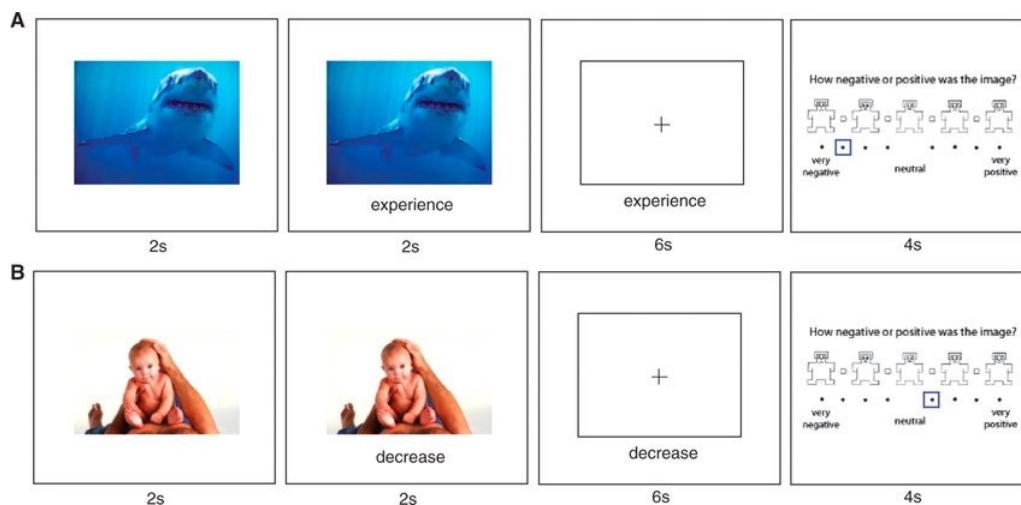 A
experience
experience
How negative or positive was the image?
very
negative
neutral
very
positive
2s
2s
6s
4s
B
decrease
decrease
How negative or positive was the image?
very
negative
neutral
very
positive
2s
2s
6s
4s